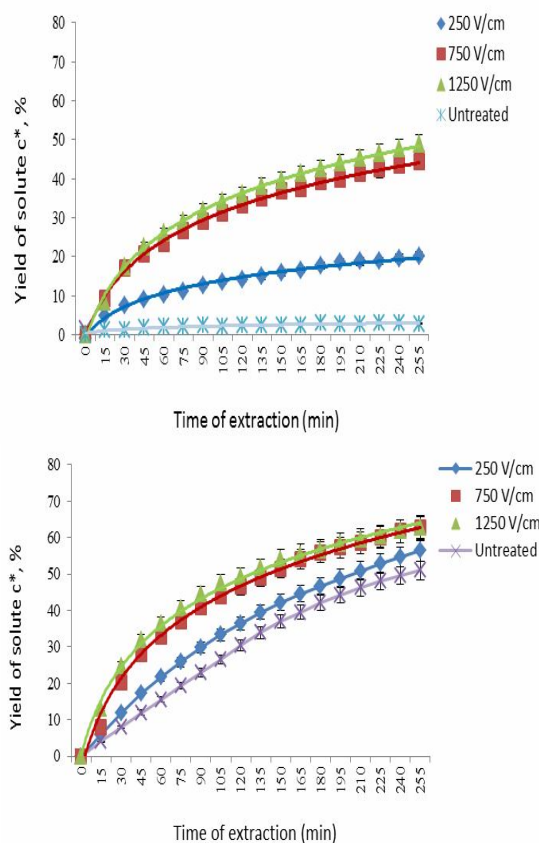 80
70
60
50
40
30
20
10
0
Yield of solute c*, %
0 15 30 45 60 75 90 105 120 135 150 165 180 195 210 225 240 255
Time of extraction (min)
250 V/cm
750 V/cm
1250 V/cm
Untreated
80
70
60
50
40
30
20
10
0
Yield of solute c*, %
0 15 30 45 60 75 90 105 120 135 150 165 180 195 210 225 240 255
Time of extraction (min)
250 V/cm
750 V/cm
1250 V/cm
Untreated